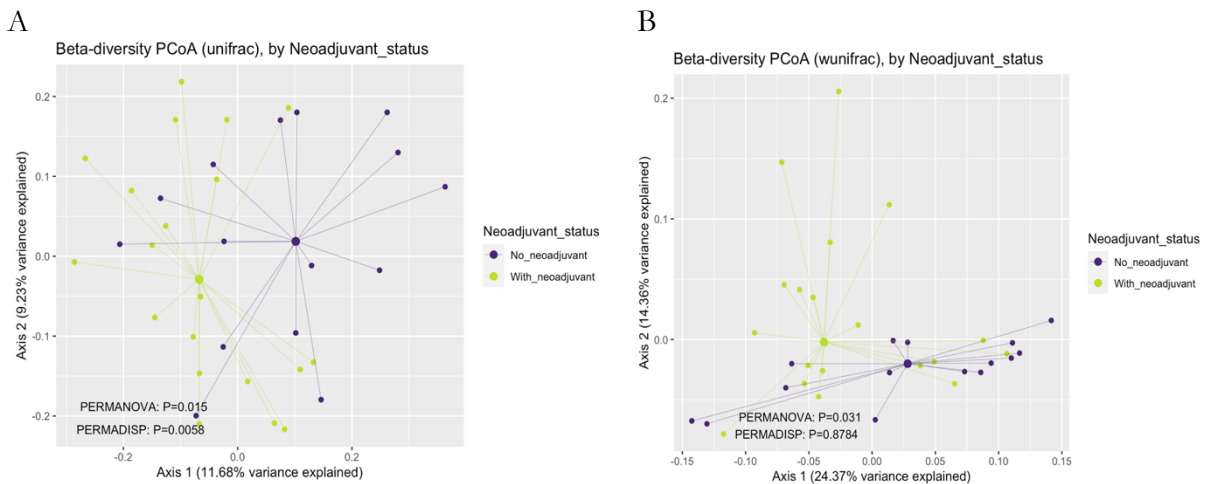 A
Beta-diversity PCoA (unifrac), by Neoadjuvant_status
Axis 2 (9.23% variance explained)
0.2
0.1
0.0
-0.1
-0.2
PERMANOVA: P=0.015
PERMADISP: P=0.0058
-0.2
0.0
0.2
Axis 1 (11.68% variance explained)
Neoadjuvant_status
No_neoadjuvant
With_neoadjuvant
B
Beta-diversity PCoA (wunifrac), by Neoadjuvant_status
Axis 2 (14.36% variance explained)
0.2
0.1
0.0
PERMANOVA: P=0.031
PERMADISP: P=0.8784
-0.15
-0.10
-0.05
0.00
0.05
0.10
0.15
Axis 1 (24.37% variance explained)
Neoadjuvant_status
No_neoadjuvant
With_neoadjuvant